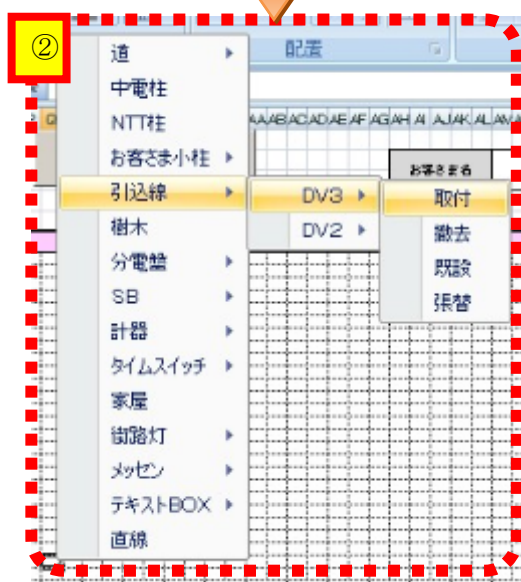 ②
配置
道
中電柱
NTT柱
お客さま小柱
お客さま名
引込線
DV3
取付
樹木
DV2
撤去
分電盤
既設
SB
張替
計器
タイムスイッチ
家屋
街路灯
メッセン
テキストBOX
直線